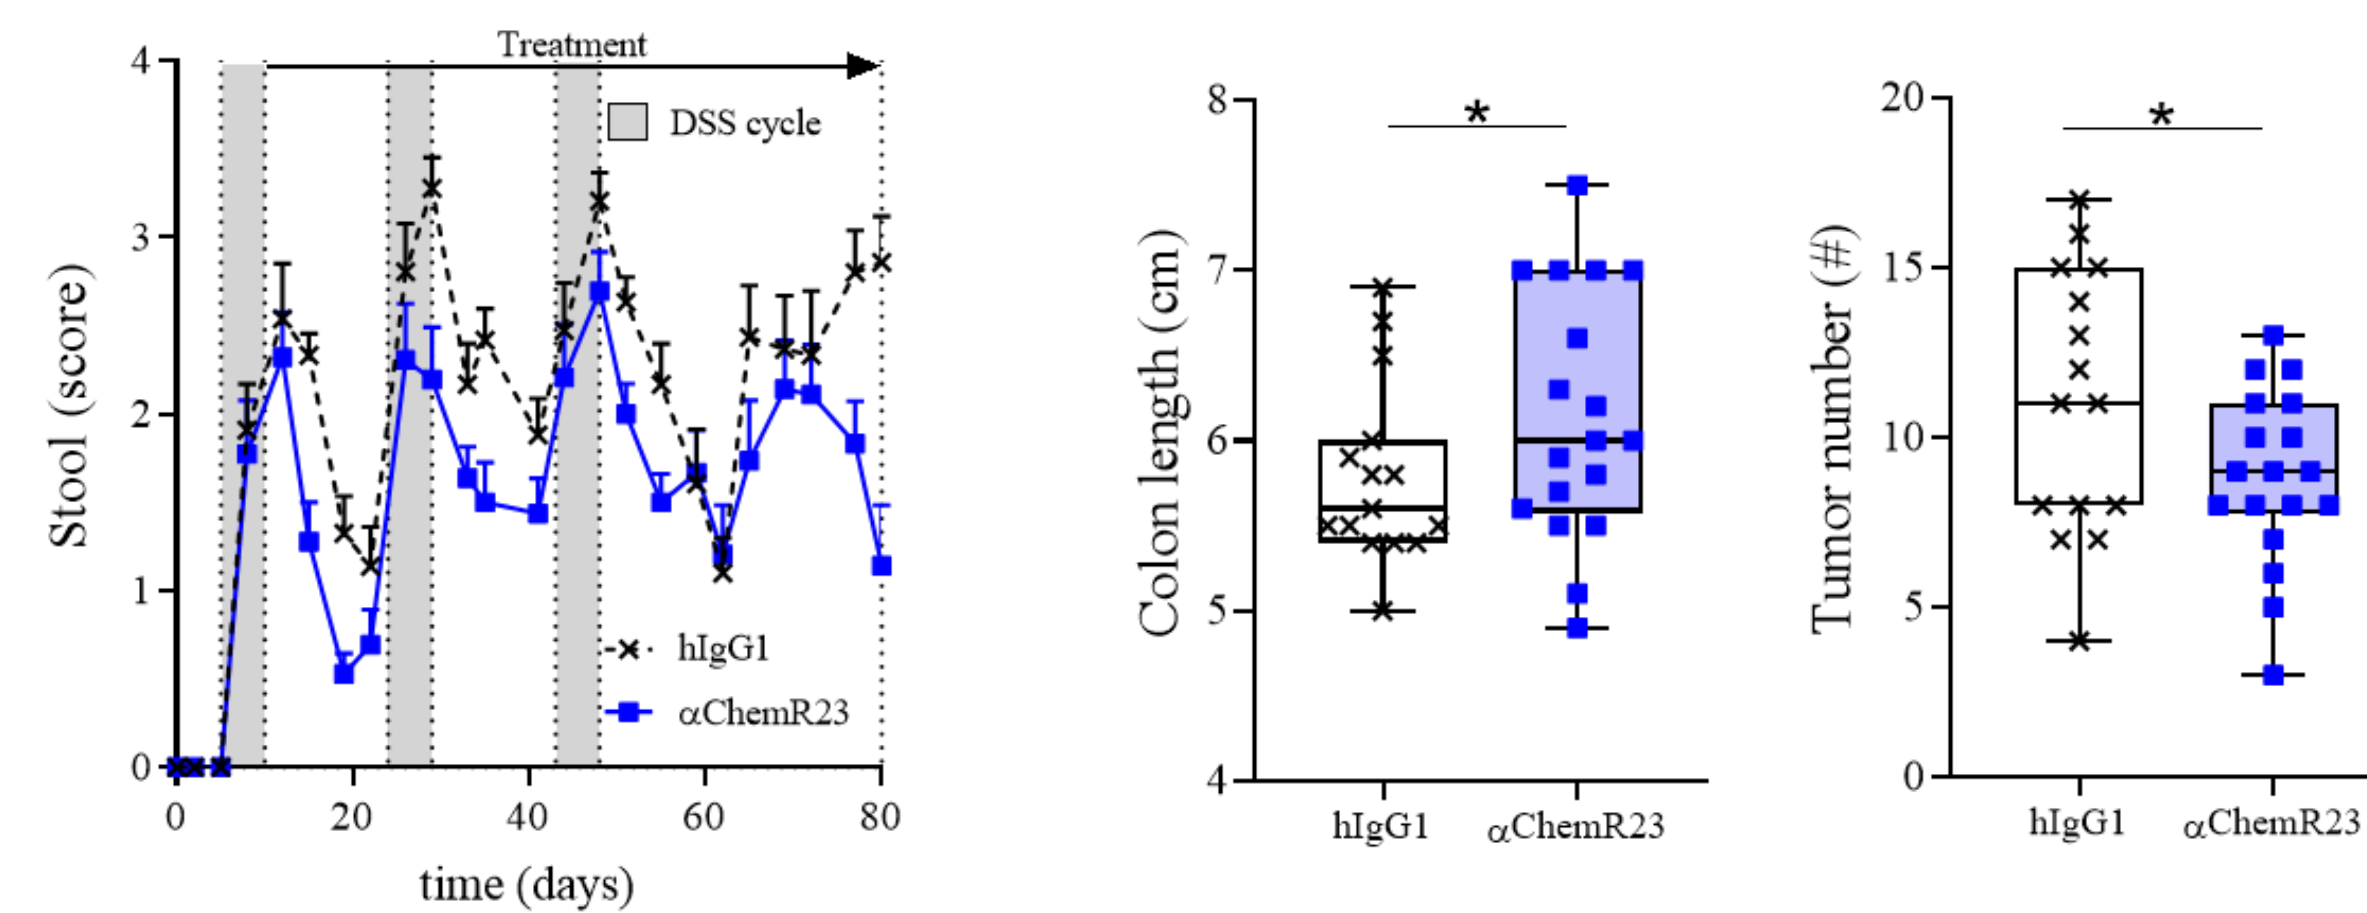 Treatment
DSS cycle
hIgG1
αChemR23
Stool (score)
4
3
2
1
0
0 20 40 60 80
time (days)
*
Colon length (cm)
8
7
6
5
4
hIgG1 αChemR23
*
Tumor number (#)
20
15
10
5
0
hIgG1 αChemR23